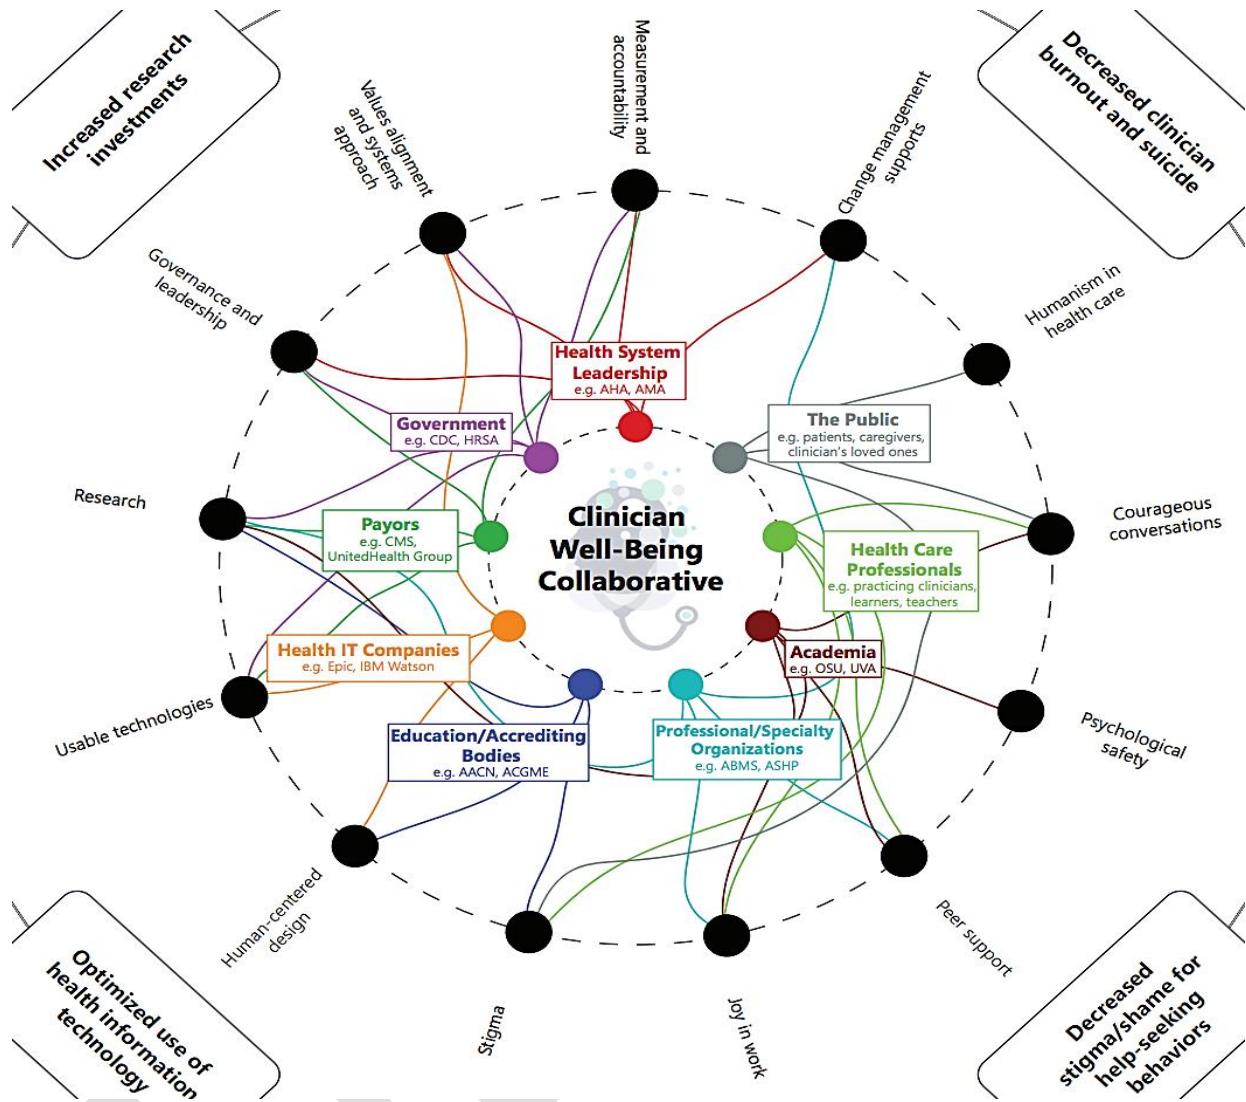 Increased research
investments
Decreased clinician
burnout and suicide
Measurement and
accountability
Values alignment
and systems
approach
Change management
supports
Governance and
leadership
Humanism in
health care
Health System
Leadership
e.g. AHA, AMA
Government
e.g. CDC, HRSA
The Public
e.g. patients, caregivers,
clinician's loved ones
Research
Courageous
conversations
Payors
e.g. CMS,
UnitedHealth Group
Clinician
Well-Being
Collaborative
Health Care
Professionals
e.g. practicing clinicians,
learners, teachers
Health IT Companies
e.g. Epic, IBM Watson
Academia
e.g. OSU, UVA
Usable technologies
Psychological
safety
Education/Accrediting
Bodies
e.g. AACN, ACGME
Professional/Specialty
Organizations
e.g. ABMS, ASHP
Human-centered
design
Peer support
Stigma
Joy in work
Optimized use of
health information
technology
Decreased
stigma/shame for
help-seeking
behaviors